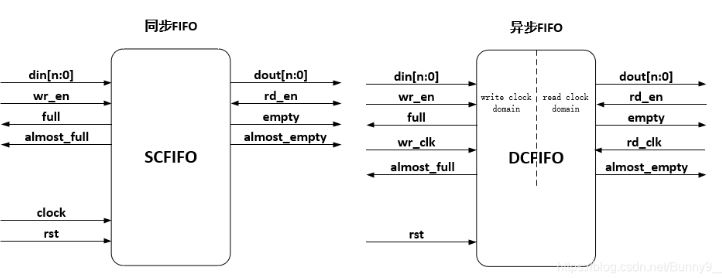 同步FIFO
异步FIFO
din[n:0]
wr_en
full
almost_full
clock
rst
SCFIFO
dout[n:0]
rd_en
empty
almost_empty
din[n:0]
wr_en
full
wr_clk
almost_full
rst
write clock
domain
read clock
domain
DCFIFO
dout[n:0]
rd_en
empty
rd_clk
almost_empty
https://blog.csdn.net/Bunny9__